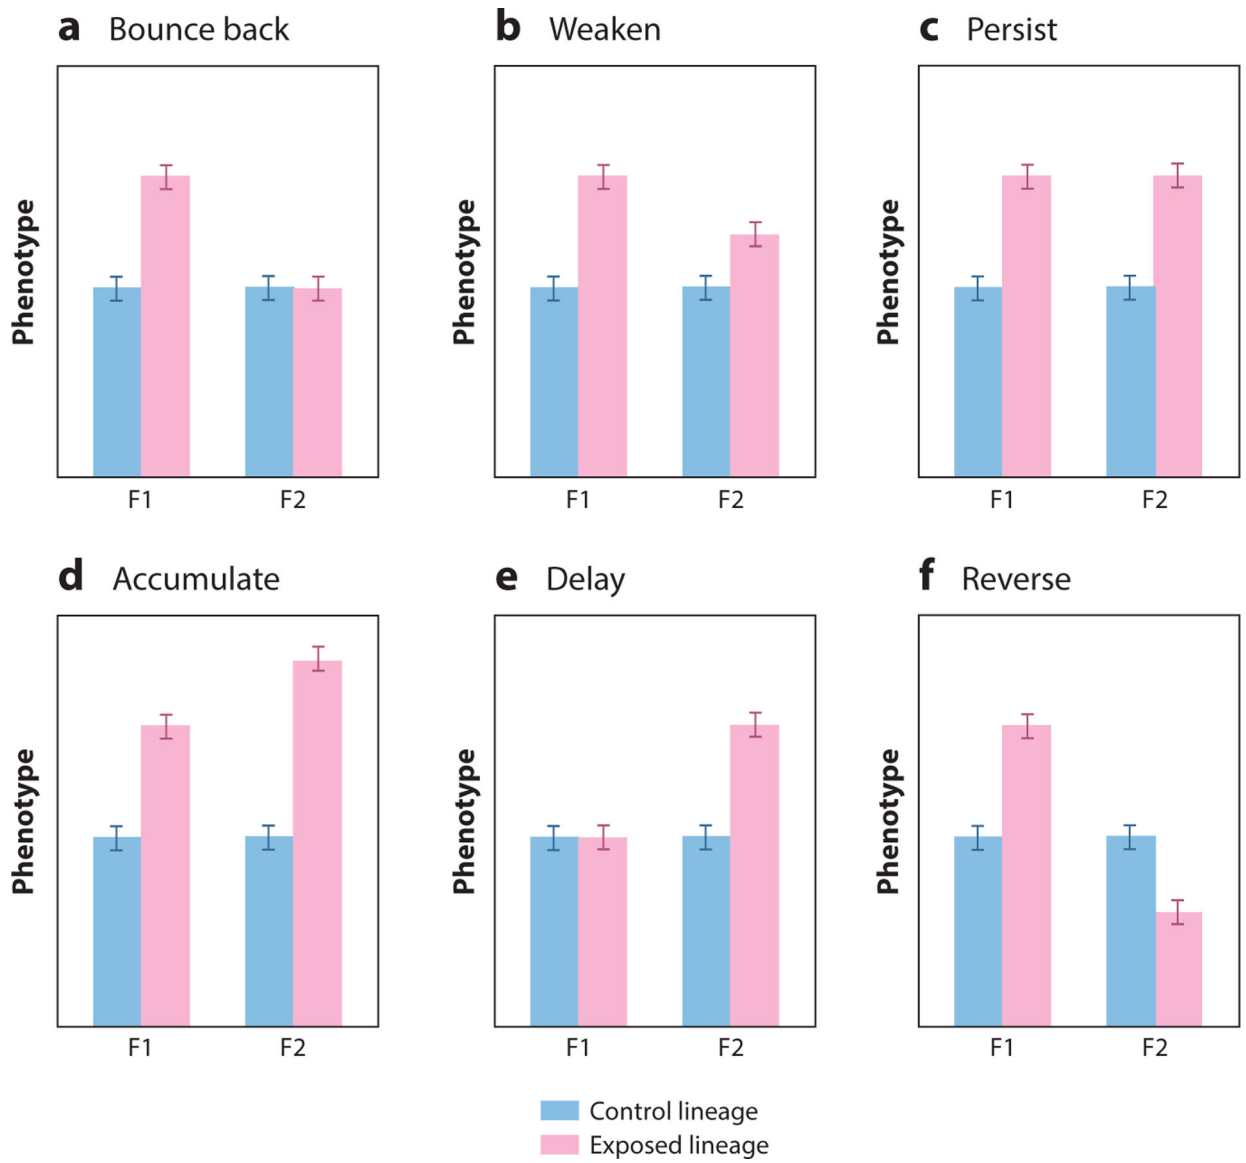 a Bounce back
b Weaken
c Persist
Phenotype
Phenotype
Phenotype
F1 F2
F1 F2
F1 F2
d Accumulate
e Delay
f Reverse
Phenotype
Phenotype
Phenotype
F1 F2
F1 F2
F1 F2
Control lineage
Exposed lineage